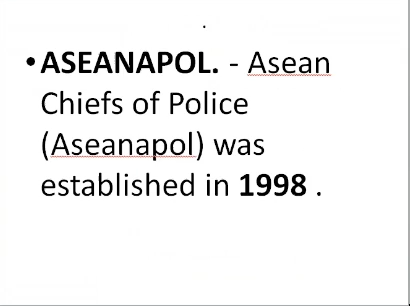 •ASEANAPOL. - Asean
Chiefs of Police
(Aseanapol) was
established in 1998 .